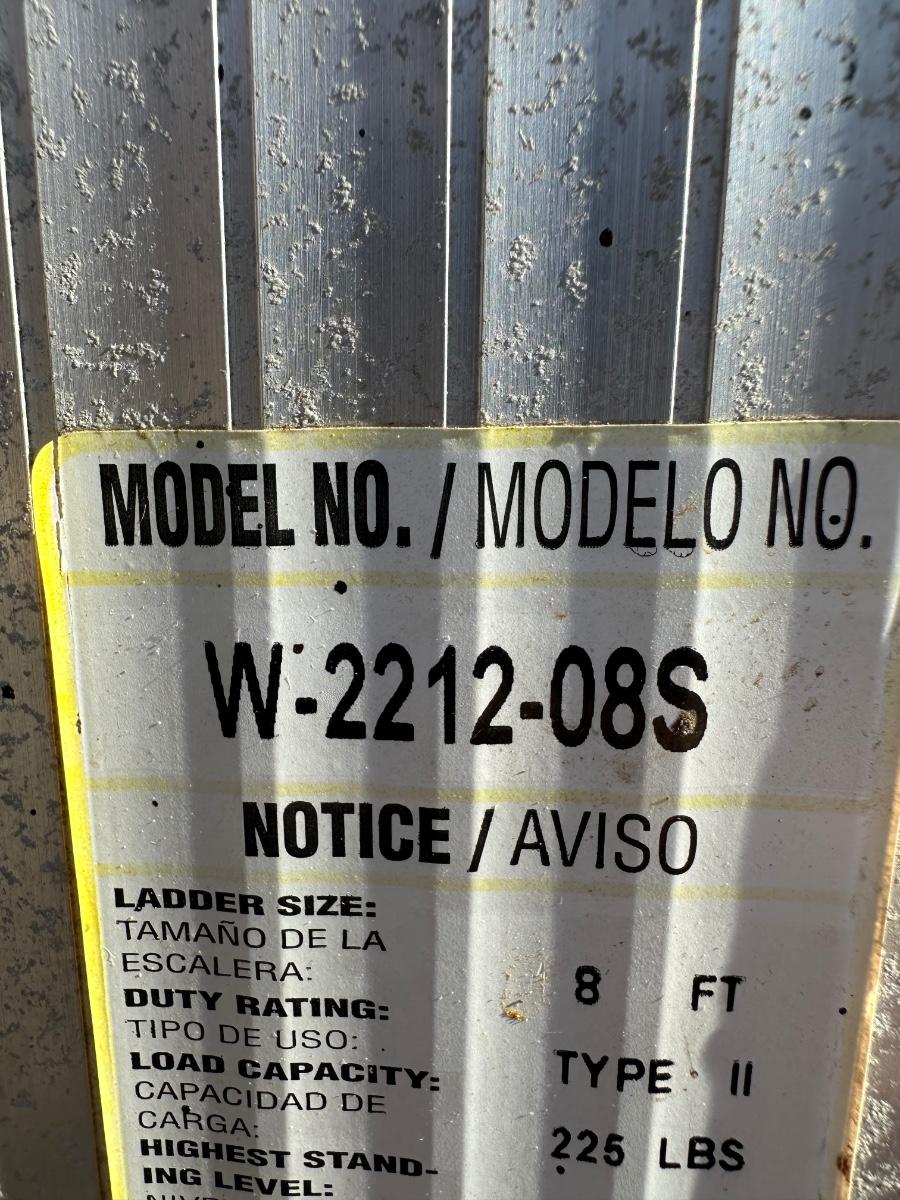 MODEL NO. / MODELO NO.
W-2212-08S
NOTICE / AVISO
LADDER SIZE:
TAMAÑO DE LA
ESCALERA: 8 FT
DUTY RATING:
TIPO DE USO: TYPE II
LOAD CAPACITY:
CAPACIDAD DE
CARGA: 225 LBS
HIGHEST STAND-
ING LEVEL: